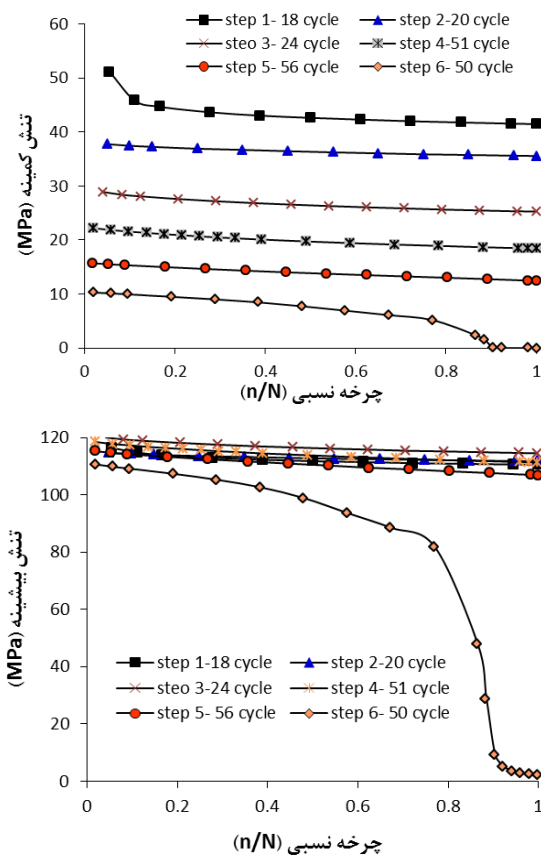 step 1- 18 cycle
step 2-20 cycle
steo 3- 24 cycle
step 4-51 cycle
step 5- 56 cycle
step 6- 50 cycle
60
50
40
30
20
10
0
تنش کمینه (MPa)
0
0.2
0.4
0.6
0.8
1
چرخه نسبی (n/N)
120
100
80
60
40
20
0
تنش بیشینه (MPa)
step 1-18 cycle
step 2-20 cycle
steo 3-24 cycle
step 4- 51 cycle
step 5- 56 cycle
step 6- 50 cycle
0
0.2
0.4
0.6
0.8
1
چرخه نسبی (n/N)